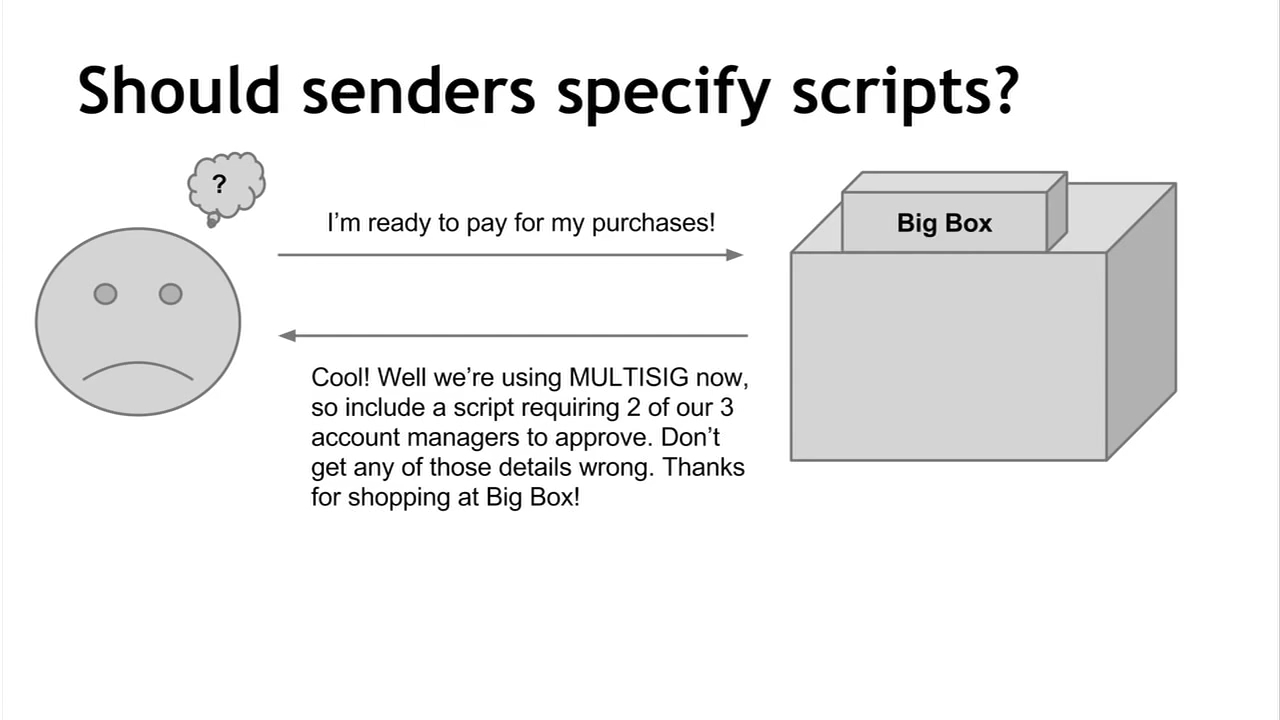 Should senders specify scripts?
?
I'm ready to pay for my purchases!
Big Box
Cool! Well we're using MULTISIG now,
so include a script requiring 2 of our 3
account managers to approve. Don't
get any of those details wrong. Thanks
for shopping at Big Box!